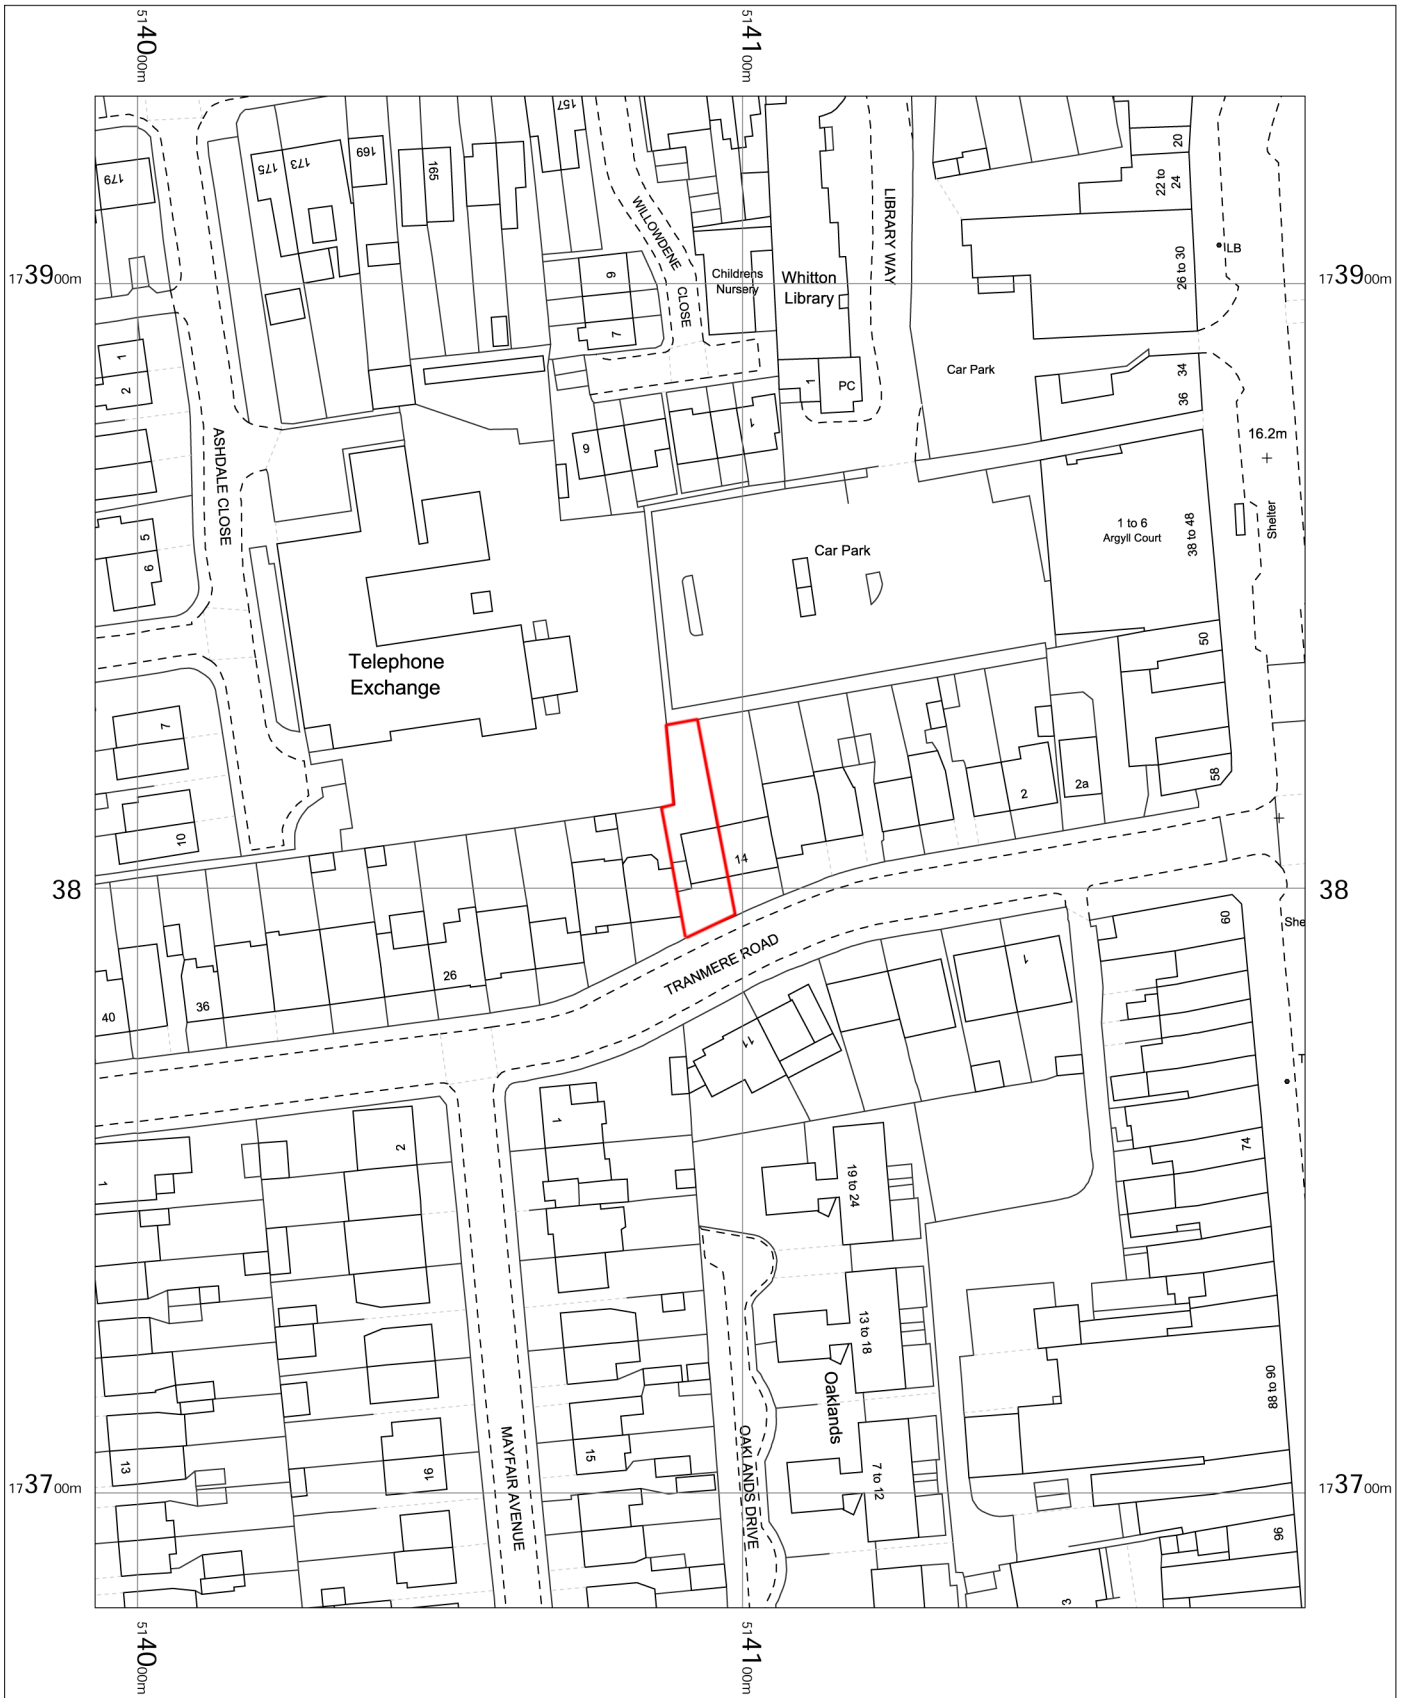 5140 00m
5141 00m
157
20
175
173
169
165
22 to
24
179
WILLOWDENE
CLOSE
LIBRARY WAY
LB
26 to 30
1739 00m
9
Childrens
Nursery
Whitton
Library
1739 00m
7
1
2
Car Park
34
36
1
PC
1
9
16.2m
ASHDALE CLOSE
5
6
Car Park
1 to 6
Argyll Court
38 to 48
Shelter
50
Telephone
Exchange
7
58
2
2a
10
14
38
38
60
She
TRANMERE ROAD
26
36
40
1
11
T
1
2
1
74
19 to 24
13 to 18
Oaklands
88 to 90
MAYFAIR AVENUE
OAKLANDS DRIVE
13
16
15
7 to 12
1737 00m
1737 00m
96
3
5140 00m
5141 00m